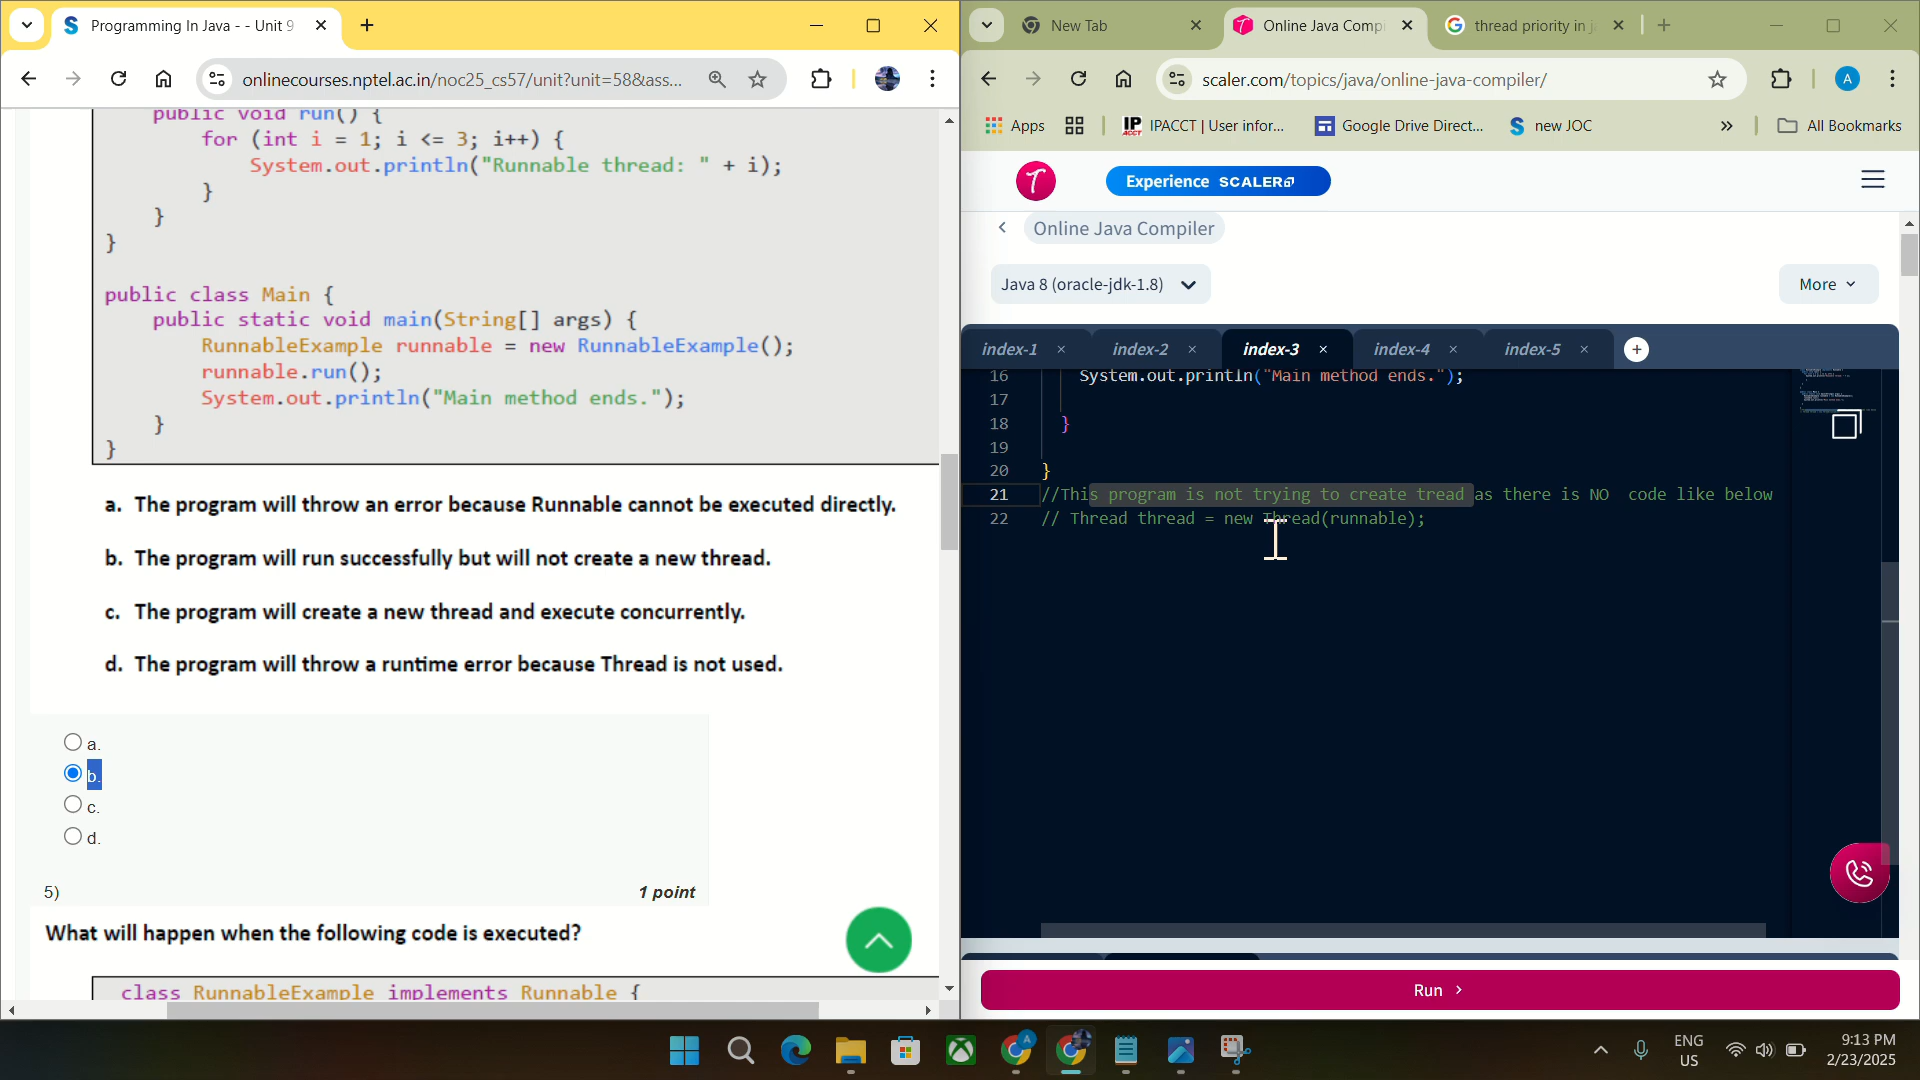 Programming In Java - - Unit 9
onlinecourses.nptel.ac.in/noc25_cs57/unit?unit=58&ass...
public void run() {
for (int i = 1; i <= 3; i++) {
System.out.println("Runnable thread: " + i);
}
}
}
public class Main {
public static void main(String[] args) {
RunnableExample runnable = new RunnableExample();
runnable.run();
System.out.println("Main method ends.");
}
}
a. The program will throw an error because Runnable cannot be executed directly.
b. The program will run successfully but will not create a new thread.
c. The program will create a new thread and execute concurrently.
d. The program will throw a runtime error because Thread is not used.
a.
b.
c.
d.
5)
1 point
What will happen when the following code is executed?
class RunnableExample implements Runnable {
New Tab
Online Java Comp
thread priority in j
scaler.com/topics/java/online-java-compiler/
A
Apps
IPACCT | User infor...
Google Drive Direct...
new JOC
»
All Bookmarks
Experience SCALER
Online Java Compiler
Java 8 (oracle-jdk-1.8)
More
index-1
index-2
index-3
index-4
index-5
16 System.out.println("Main method ends.");
17
18 }
19
20 }
21 //This program is not trying to create tread as there is NO code like below
22 // Thread thread = new Thread(runnable);
Run
ENG
US
9:13 PM
2/23/2025